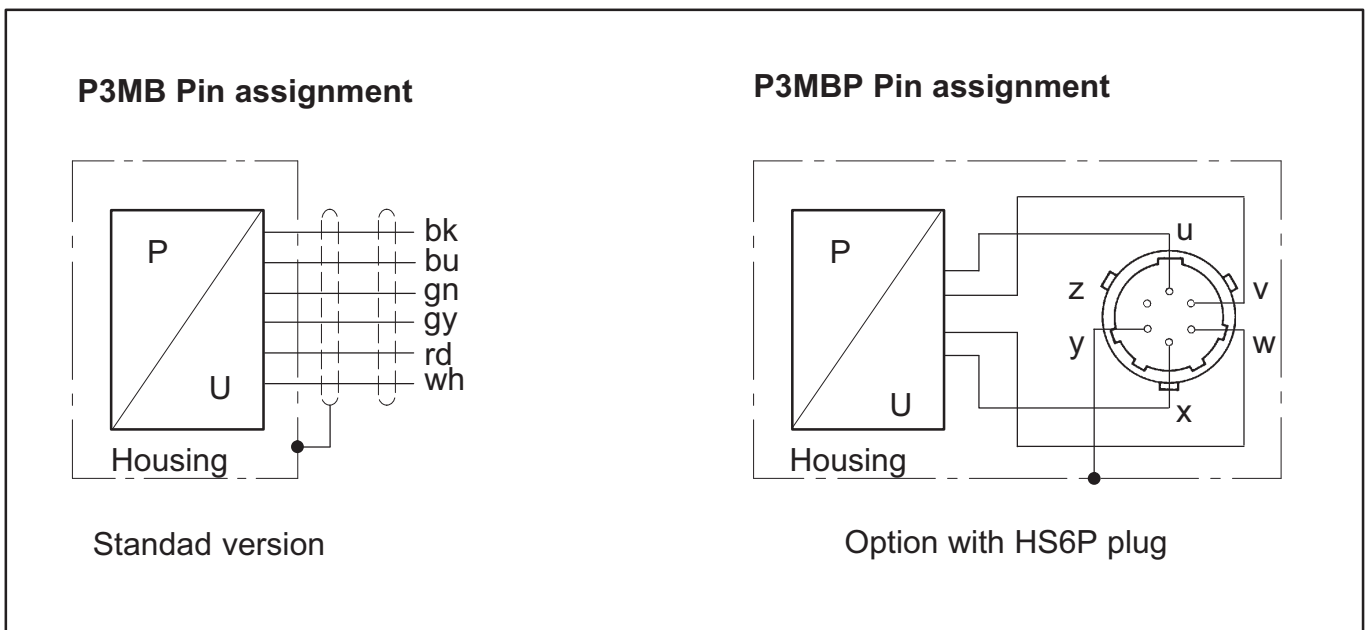 P3MB Pin assignment
P
U
bk
bu
gn
gy
rd
wh
Housing
Standad version
P3MBP Pin assignment
P
U
u
z
v
y
w
x
Housing
Option with HS6P plug